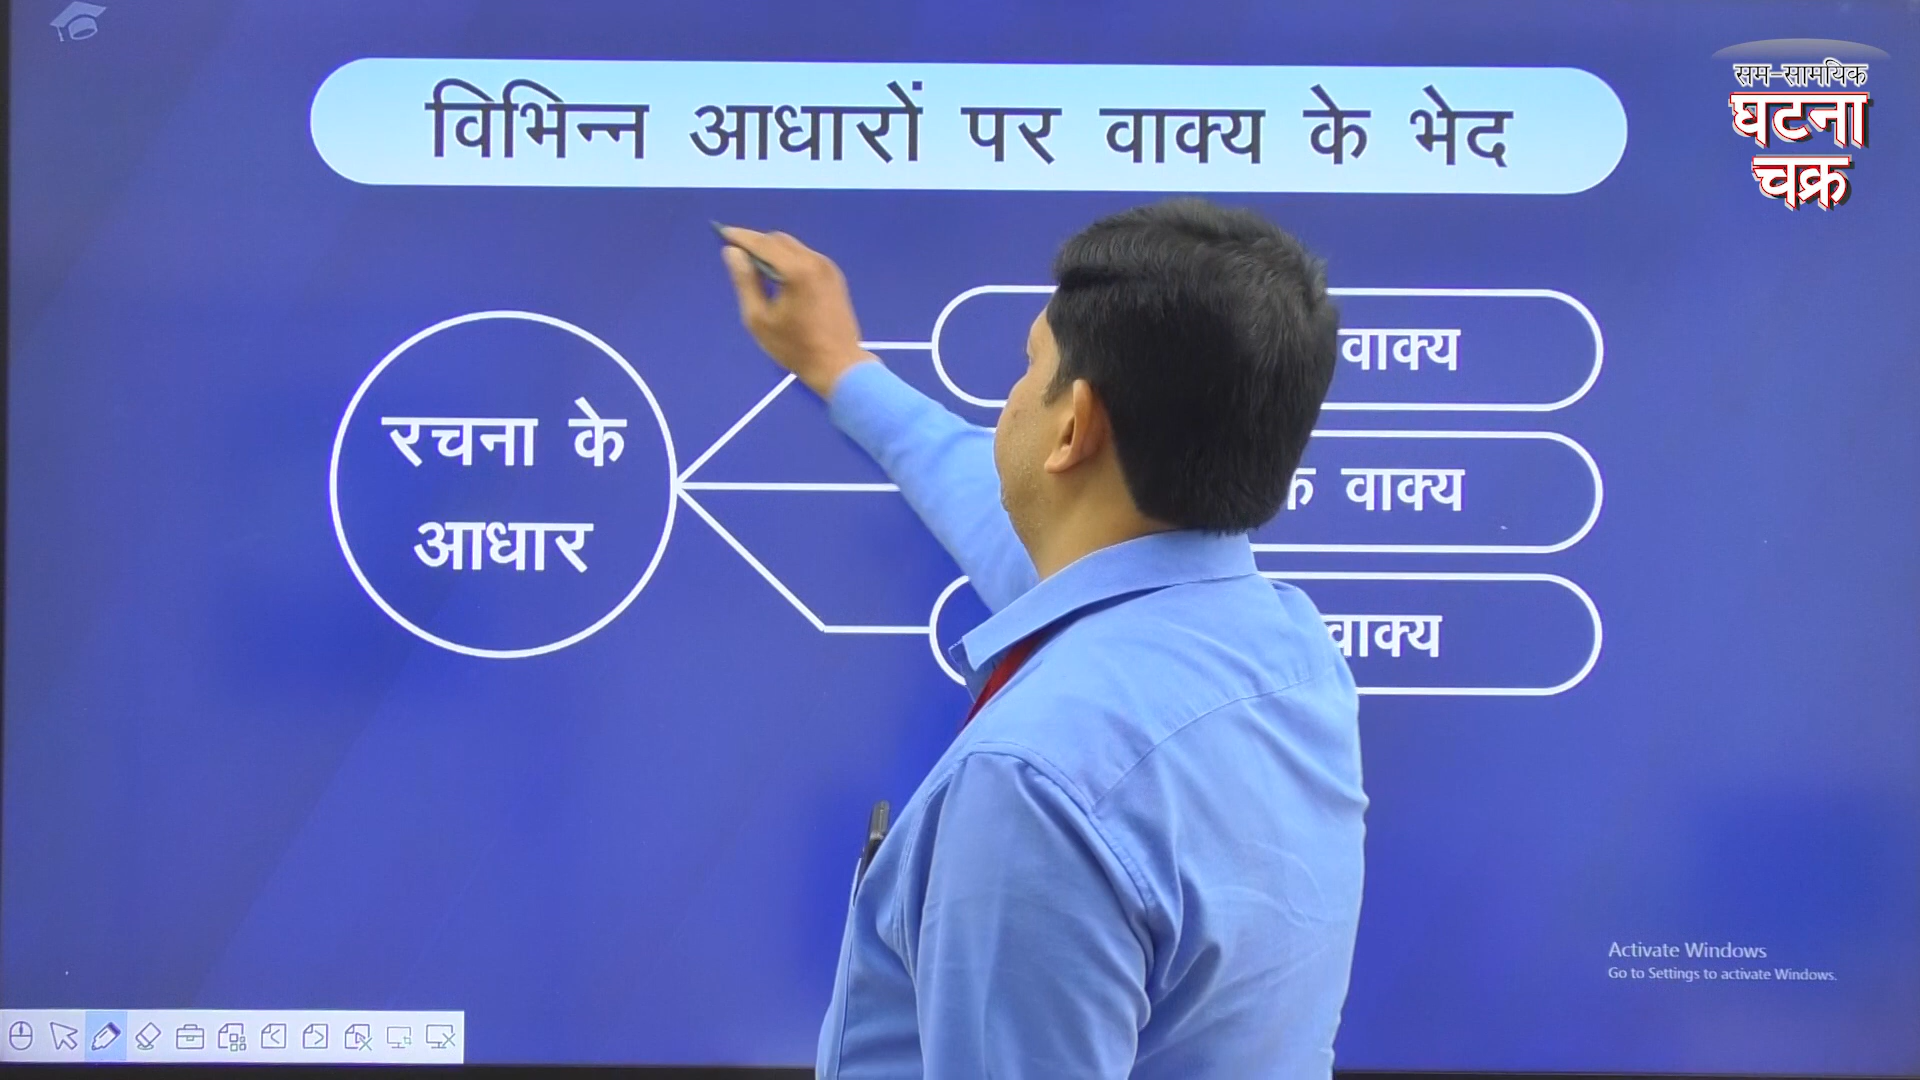 विभिन्न आधारों पर वाक्य के भेद
सम-सामयिक
घटना
चक्र
रचना के
आधार
वाक्य
वाक्य
वाक्य
Activate Windows
Go to Settings to activate Windows.